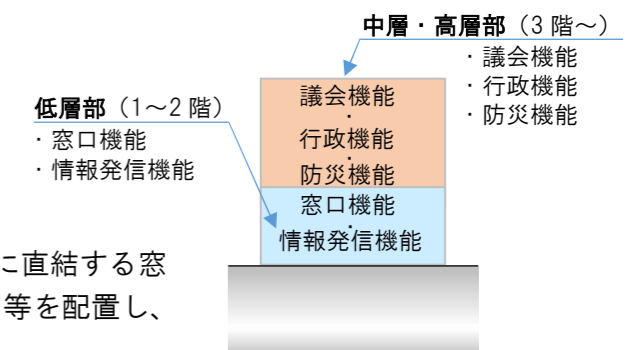 中層・高層部（3 階～）
・議会機能
・行政機能
・防災機能
低層部（1～2 階）
・窓口機能
・情報発信機能
議会機能
・
行政機能
・
防災機能
窓口機能
・
情報発信機能
に直結する窓
等を配置し、